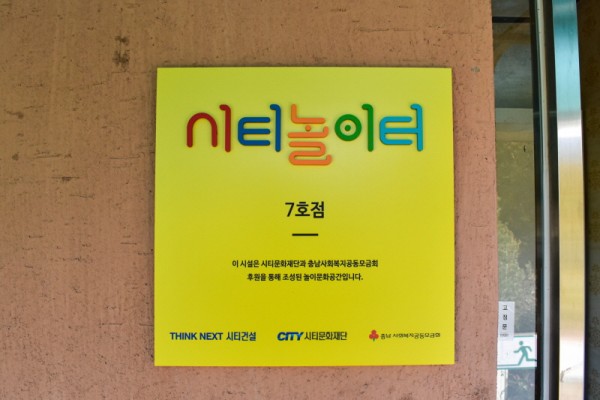 시티놀이터
7호점
이 시설은 시티문화재단과 충남사회복지공동모금회
후원을 통해 조성된 놀이문화공간입니다.
THINK NEXT 시티건설 CITY 시티문화재단 충남 사회복지공동모금회
고정문